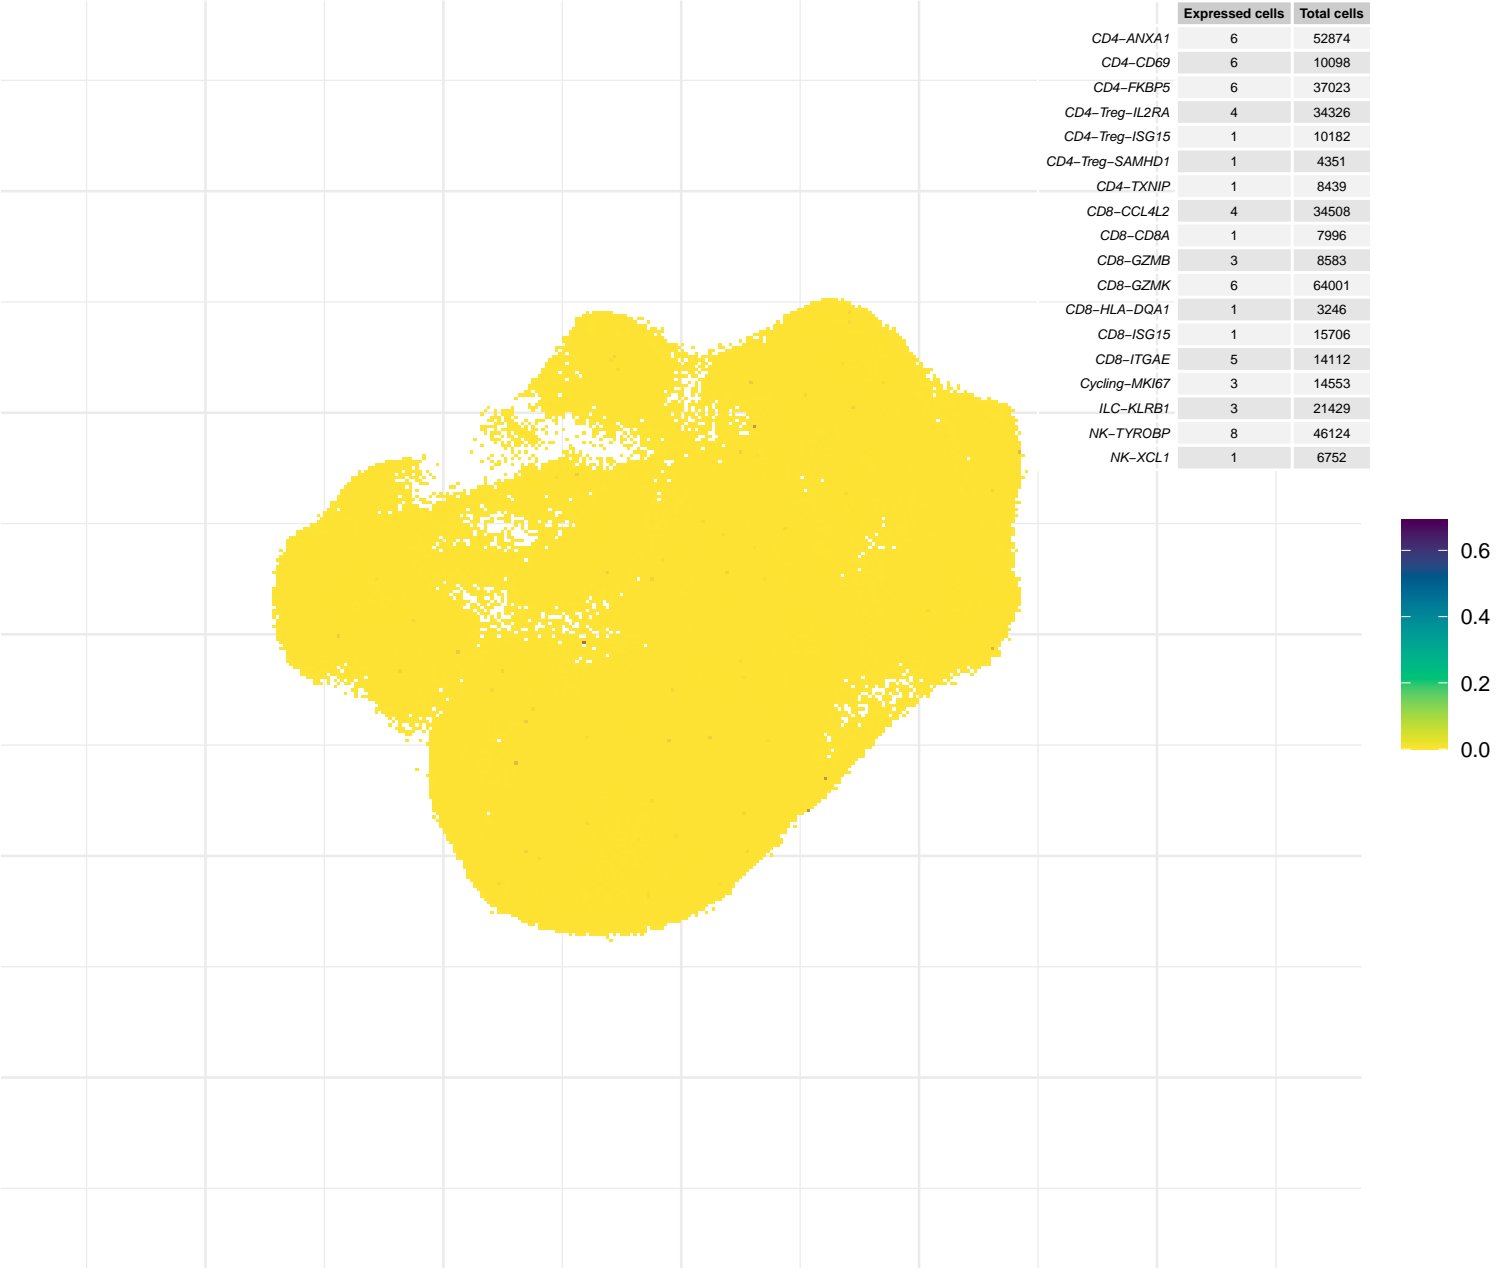 Expressed cells Total cells
CD4−ANXA1 6 52874
CD4−CD69 6 10098
CD4−FKBP5 6 37023
CD4−Treg−IL2RA 4 34326
CD4−Treg−ISG15 1 10182
CD4−Treg−SAMHD1 1 4351
CD4−TXNIP 1 8439
CD8−CCL4L2 4 34508
CD8−CD8A 1 7996
CD8−GZMB 3 8583
CD8−GZMK 6 64001
CD8−HLA−DQA1 1 3246
CD8−ISG15 1 15706
CD8−ITGAE 5 14112
Cycling−MKI67 3 14553
ILC−KLRB1 3 21429
NK−TYROBP 8 46124
NK−XCL1 1 6752
0.6
0.4
0.2
0.0